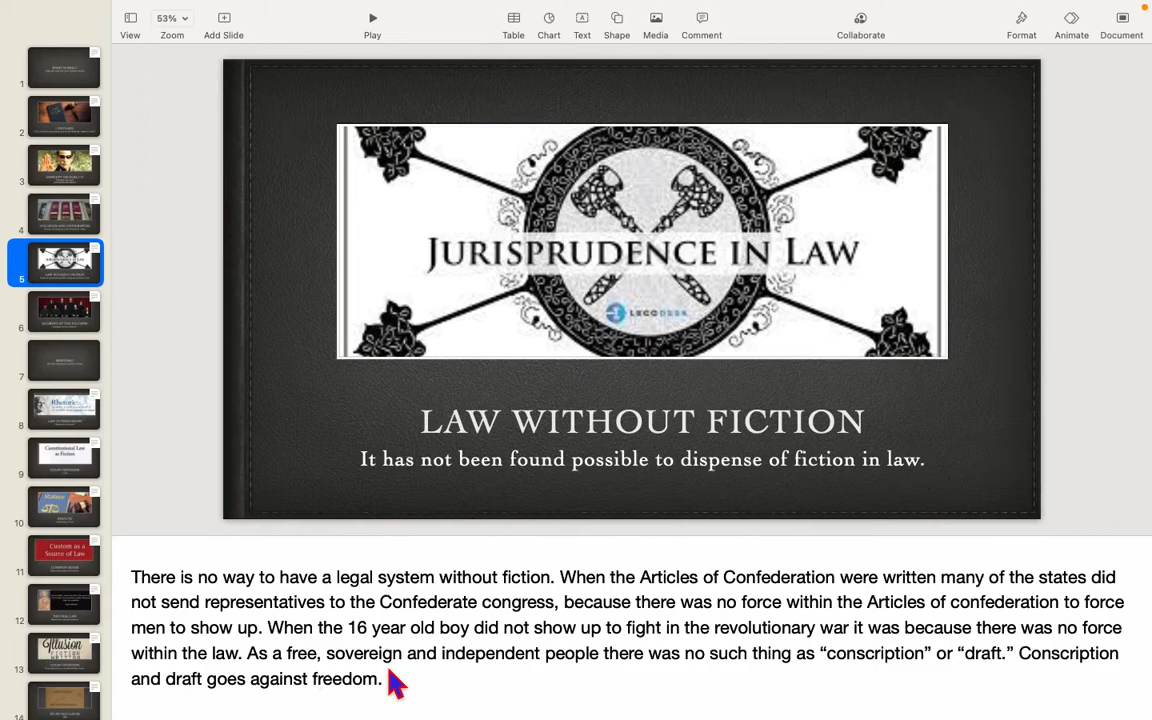 53%
View
Zoom
Add Slide
Play
Table
Chart
Text
Shape
Media
Comment
Collaborate
Format
Animate
Document
1
2
3
4
5
6
7
8
9
10
11
12
13
14
Rhetoric
Constitutional Law
as Fiction
Custom as a
Source of Law
Illusion
JURISPRUDENCE IN LAW
LEGODESK
LAW WITHOUT FICTION
It has not been found possible to dispense of fiction in law.
There is no way to have a legal system without fiction. When the Articles of Confederation were written many of the states did
not send representatives to the Confederate congress, because there was no force within the Articles of confederation to force
men to show up. When the 16 year old boy did not show up to fight in the revolutionary war it was because there was no force
within the law. As a free, sovereign and independent people there was no such thing as “conscription” or “draft.” Conscription
and draft goes against freedom.